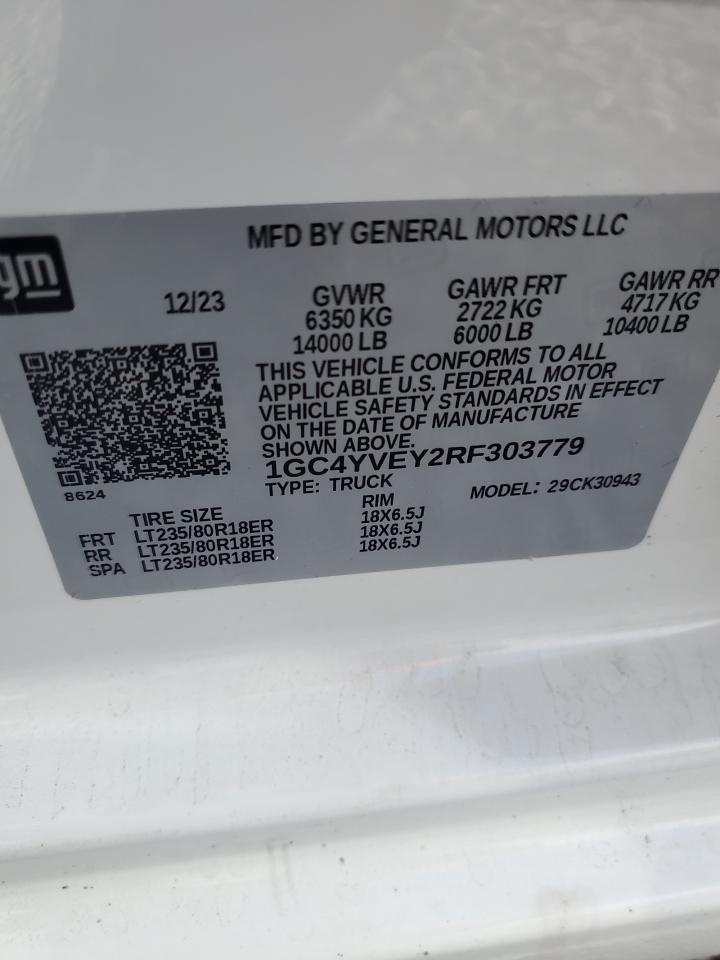 MFD BY GENERAL MOTORS LLC
gm
12/23 GVWR GAWR FRT GAWR RR
6350 KG 2722 KG 4717 KG
14000 LB 6000 LB 10400 LB
THIS VEHICLE CONFORMS TO ALL
APPLICABLE U.S. FEDERAL MOTOR
VEHICLE SAFETY STANDARDS IN EFFECT
ON THE DATE OF MANUFACTURE
SHOWN ABOVE.
1GC4YVEY2RF303779
8624 TYPE: TRUCK MODEL: 29CK30943
TIRE SIZE RIM
FRT LT235/80R18ER 18X6.5J
RR LT235/80R18ER 18X6.5J
SPA LT235/80R18ER 18X6.5J